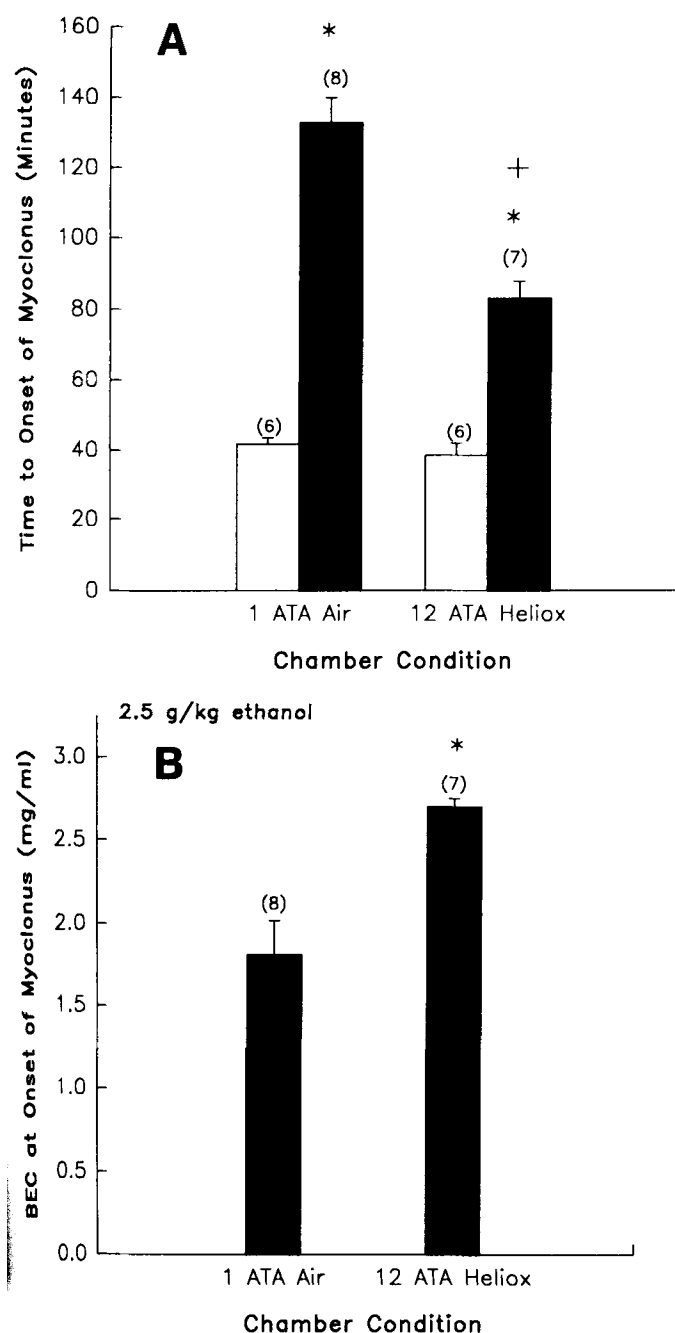 160
A
*
140
(8)
120
+
*
100
(7)
80
60
(6)
(6)
40
20
0
Time to Onset of Myoclonus (Minutes)
1 ATA Air
12 ATA Heliox
Chamber Condition
2.5 g/kg ethanol
B
*
3.0
(7)
2.5
(8)
2.0
1.5
1.0
0.5
0.0
BEC at Onset of Myoclonus (mg/ml)
1 ATA Air
12 ATA Heliox
Chamber Condition